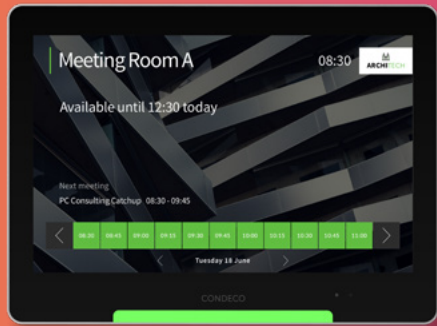 Meeting Room A
08:30
ARCHITECH
Available until 12:30 today
Next meeting
PC Consulting Catchup 08:30 - 09:45
08:30 08:45 09:00 09:15 09:30 09:45 10:00 10:15 10:30 10:45 11:00
Tuesday 18 June
CONDECO